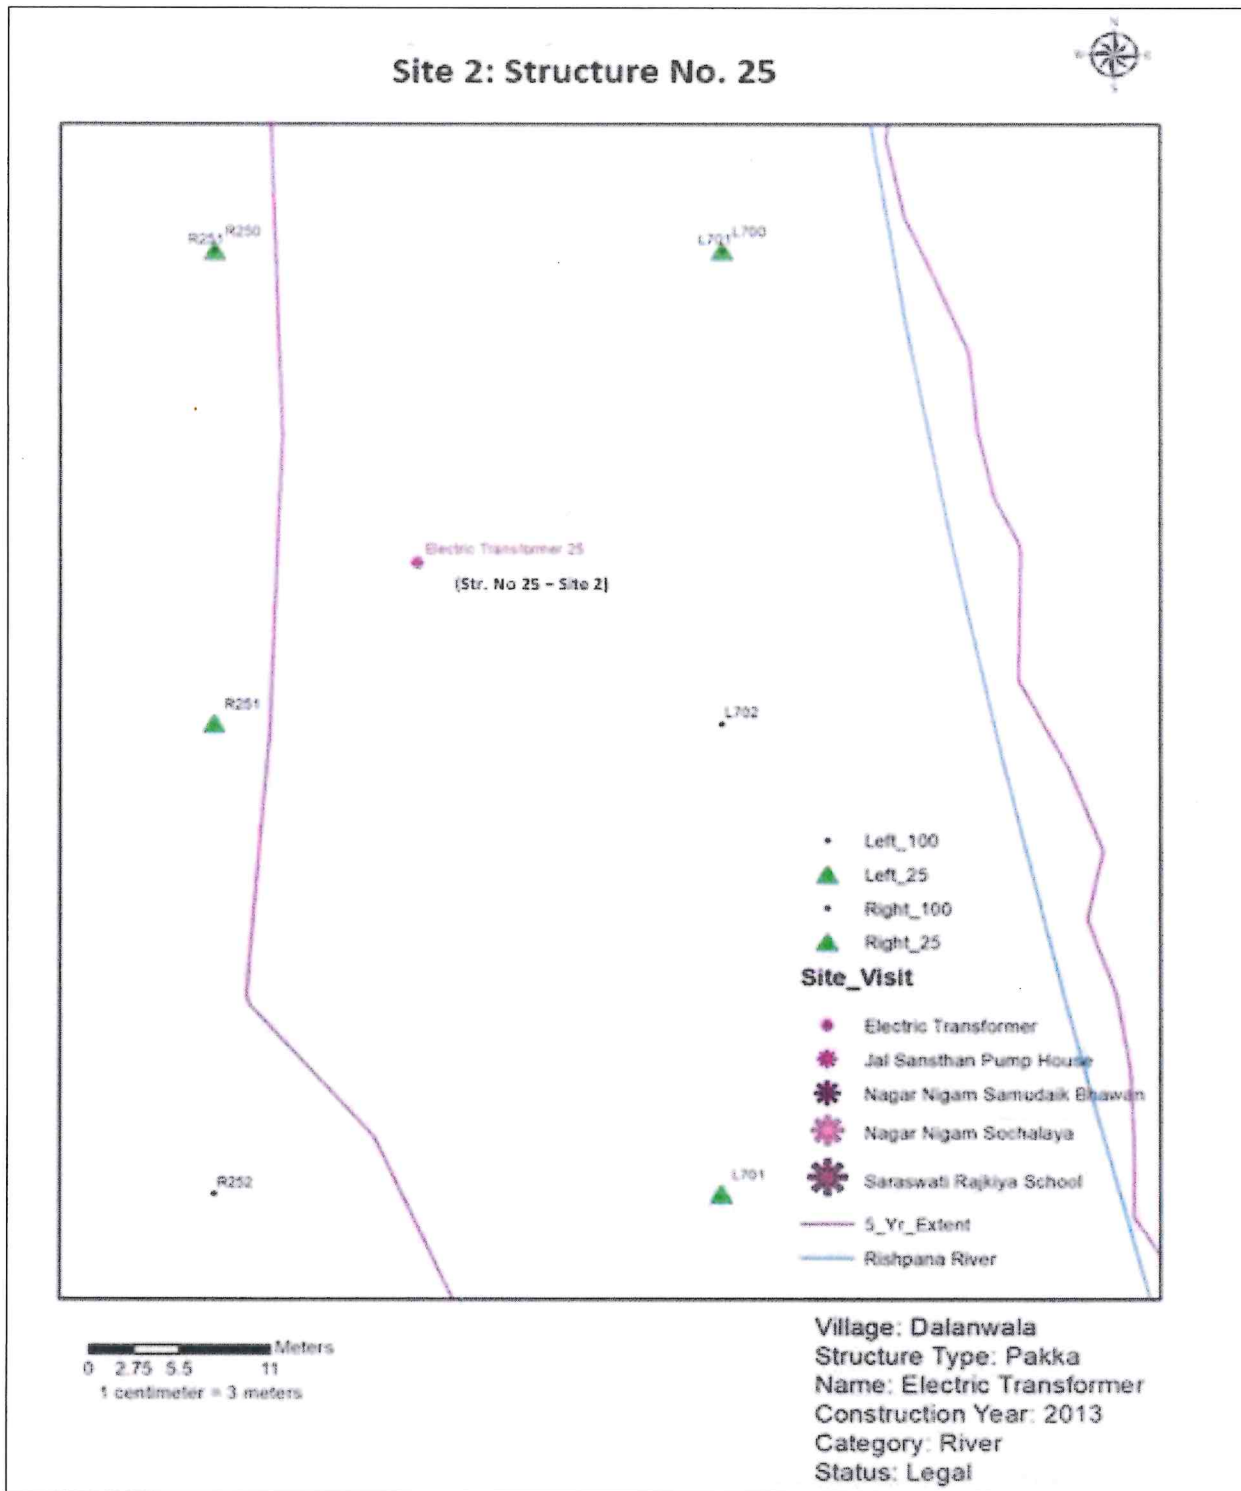 N
W E
S
Site 2: Structure No. 25
R251 R250
L701 L700
Electric Transformer 25
(Str. No 25 – Site 2)
R251
L702
Left_100
Left_25
Right_100
Right_25
Site_Visit
Electric Transformer
Jal Sansthan Pump House
Nagar Nigam Samudaik Bhawan
Nagar Nigam Sochalaya
Saraswati Rajkiya School
5_Yr_Extent
Rishpana River
R252
L701
Meters
0 2.75 5.5 11
1 centimeter = 3 meters
Village: Dalanwala
Structure Type: Pakka
Name: Electric Transformer
Construction Year: 2013
Category: River
Status: Legal